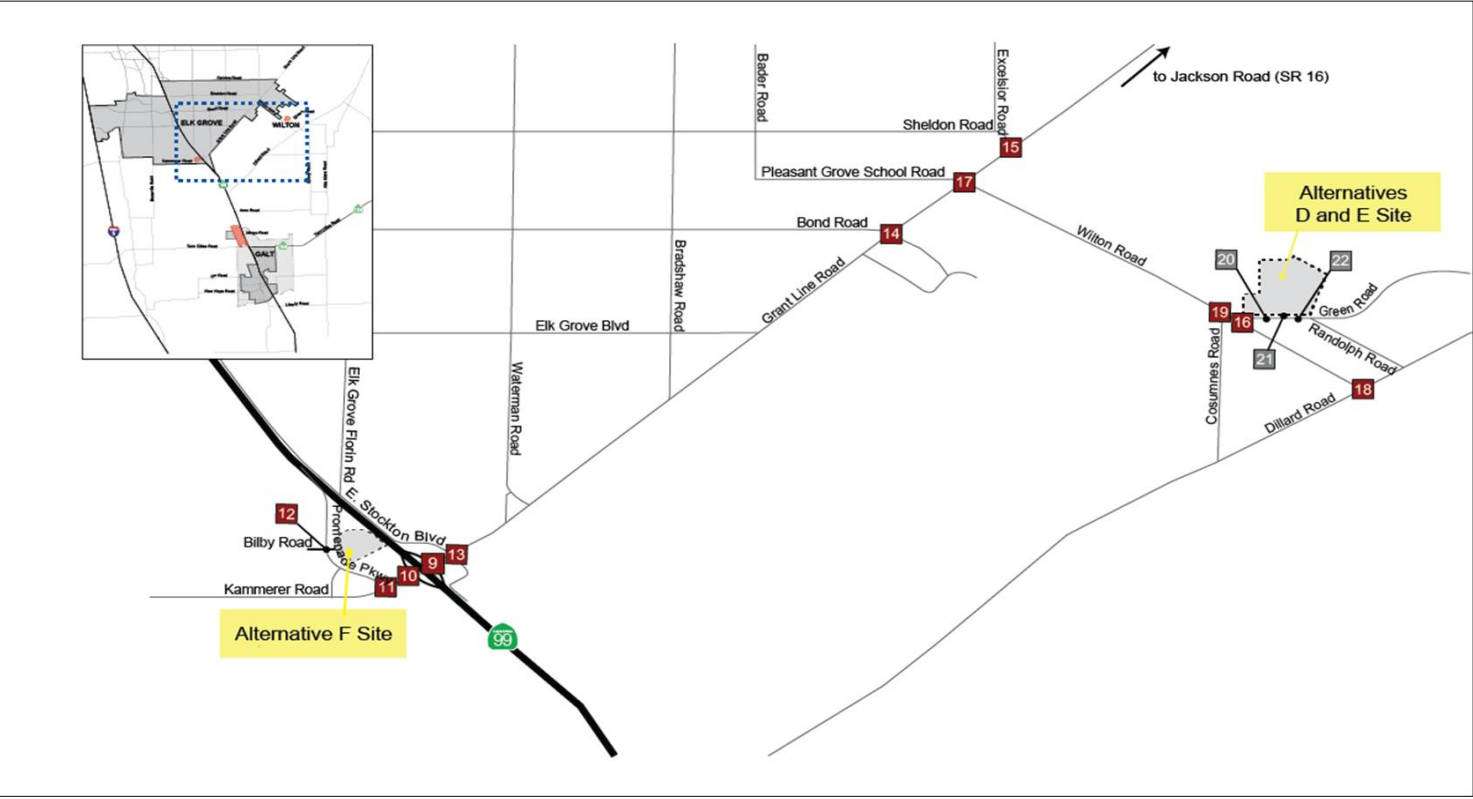 ELK GROVE
WILTON
GALT
Bader Road
Excelsior Road
to Jackson Road (SR 16)
Sheldon Road
15
Pleasant Grove School Road
17
Alternatives
D and E Site
Bond Road
14
Wilton Road
20
22
Bradshaw Road
Grant Line Road
Green Road
19
16
Elk Grove Blvd
21
Randolph Road
Waterman Road
Cosumnes Road
18
Elk Grove Florin Rd
Dillard Road
E. Stockton Blvd
12
Promenade Pkwy
Bilby Road
13
9
10
11
Kammerer Road
Alternative F Site
99